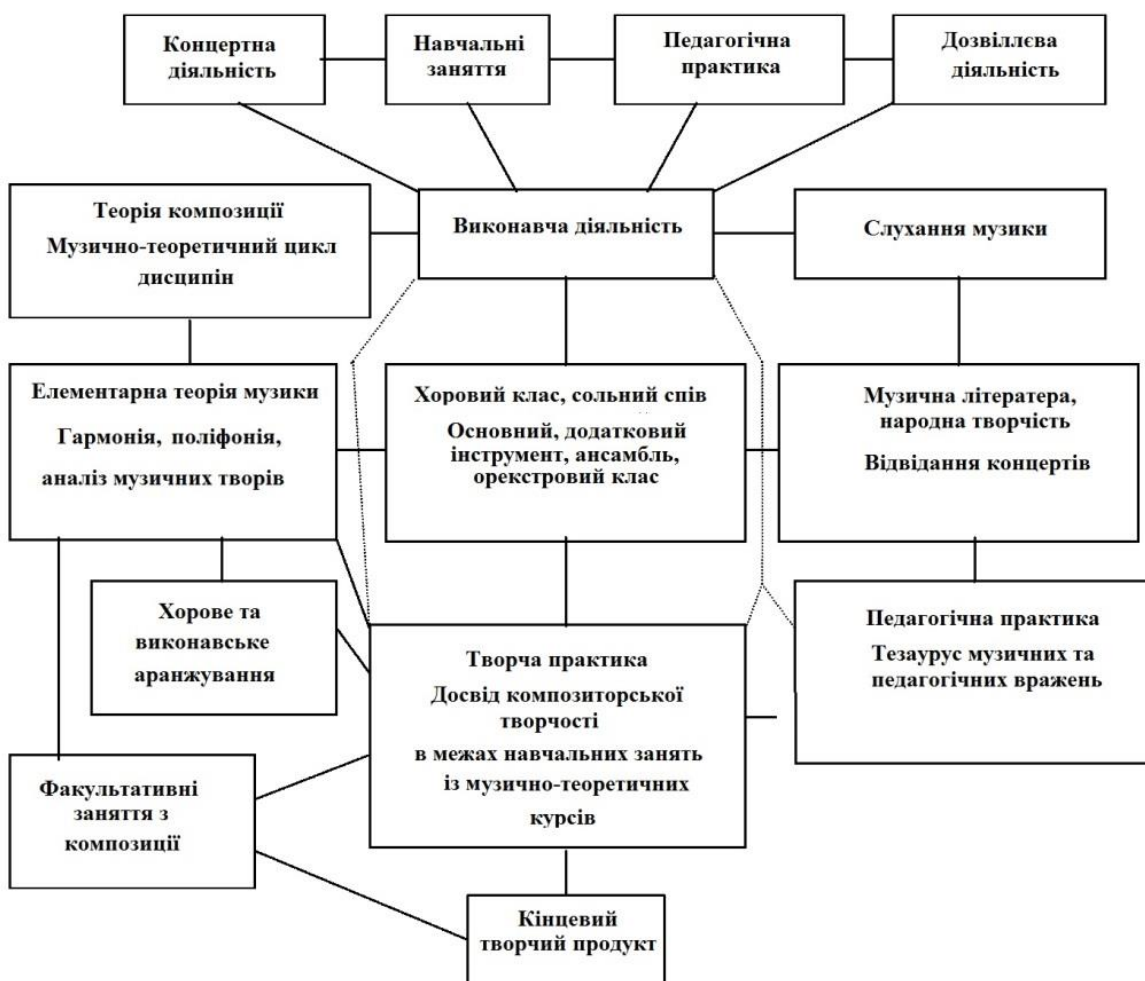 Концертна
діяльність
Навчальні
заняття
Педагогічна
практика
Дозвіллєва
діяльність
Теорія композиції
Музично-теоретичний цикл
дисципін
Виконавча діяльність
Слухання музики
Елементарна теорія музики
Гармонія, поліфонія,
аналіз музичних творів
Хоровий клас, сольний спів
Основний, додатковий
інструмент, ансамбль,
орекстровий клас
Музична літератера,
народна творчість
Відвідання концертів
Хорове та
виконавське
аранжування
Творча практика
Досвід композиторської
творчості
в межах навчальних занять
із музично-теоретичних
курсів
Педагогічна практика
Тезаурус музичних та
педагогічних вражень
Факультативні
заняття з
композиції
Кінцевий
творчий продукт